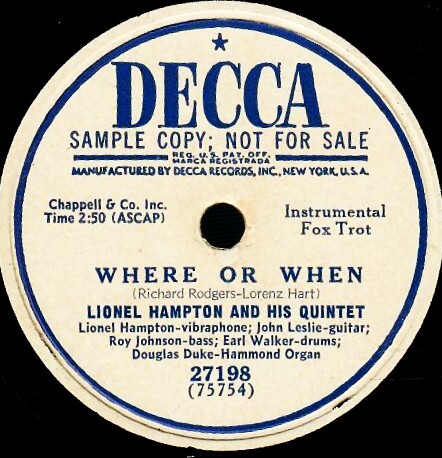 ★
DECCA
SAMPLE COPY; NOT FOR SALE
REG. U.S. PAT. OFF.
MARCA REGISTRADA
MANUFACTURED BY DECCA RECORDS, INC., NEW YORK, U.S.A.
Chappell & Co. Inc.
Time 2:50 (ASCAP)
Instrumental
Fox Trot
WHERE OR WHEN
(Richard Rodgers-Lorenz Hart)
LIONEL HAMPTON AND HIS QUINTET
Lionel Hampton-vibraphone; John Leslie-guitar;
Roy Johnson-bass; Earl Walker-drums;
Douglas Duke-Hammond Organ
27198
(75754)